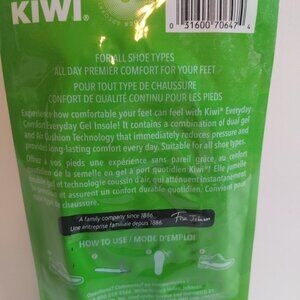 KIWI®
0 31600 70647 4
FOR ALL SHOE TYPES
ALL DAY PREMIER COMFORT FOR YOUR FEET
POUR TOUT TYPE DE CHAUSSURE
CONFORT DE QUALITÉ CONTINU POUR LES PIEDS
Experience how comfortable your feet can feel with Kiwi® Everyday
Comfort Everyday Gel Insole! It contains a combination of dual gel
and Air Cushion Technology that immediately reduces pressure and
provides long-lasting comfort every day. Suitable for all shoe types.
Offrez à vos pieds une expérience sans pareil grâce au confort
quotidien de la semelle en gel à port quotidien Kiwi®! Elle jumelle
gel et technologie coussin d'air, qui atténuent instantanément
et assurent un confort durable quotidien. Convient pour
type de chaussure.
A family company since 1886.
Une entreprise familiale depuis 1886.
HOW TO USE / MODE D'EMPLOI
Questions? Comments?